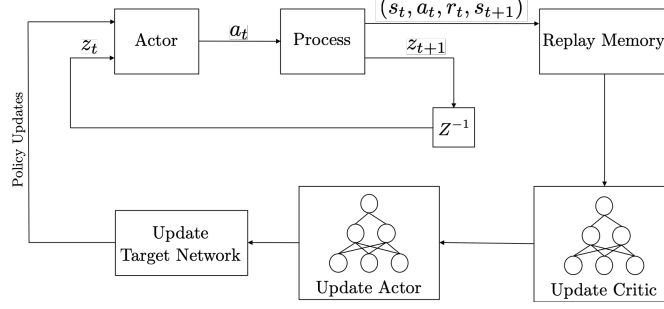 (s_t, a_t, r_t, s_{t+1})
z_t
Actor
a_t
Process
z_{t+1}
Replay Memory
Z^{-1}
Policy Updates
Update
Target Network
Update Actor
Update Critic